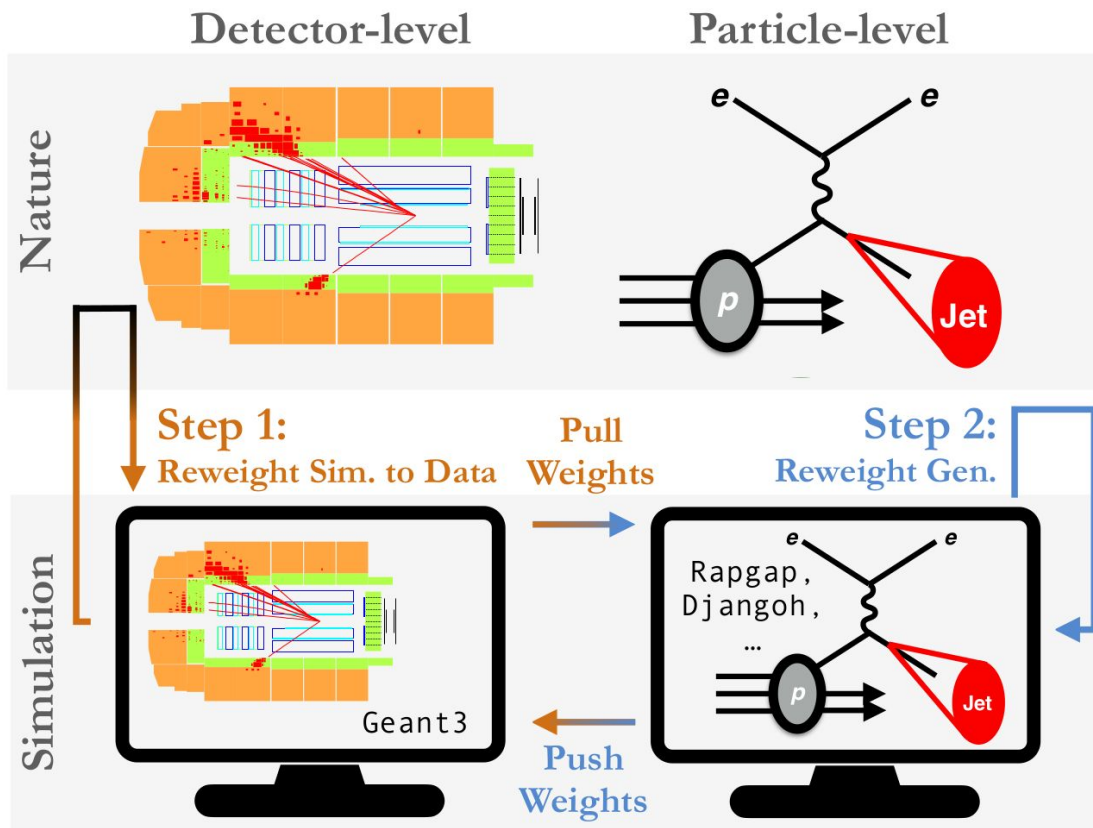 Detector-level
Particle-level
Nature
e
e
p
Jet
Step 1:
Reweight Sim. to Data
Pull
Weights
Step 2:
Reweight Gen.
Simulation
Geant3
Push
Weights
Rapgap,
Djangoh,
...
e
e
p
Jet